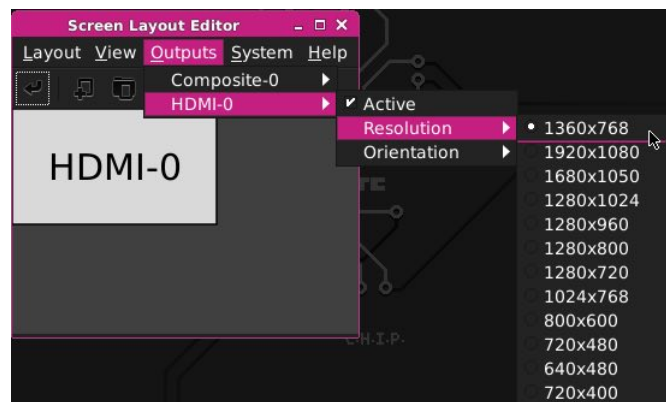 Screen Layout Editor
Layout View Outputs System Help
Composite-0
HDMI-0
Active
Resolution
Orientation
1360x768
1920x1080
1680x1050
1280x1024
1280x960
1280x800
1280x720
1024x768
800x600
720x480
640x480
720x400
HDMI-0
C.H.I.P.